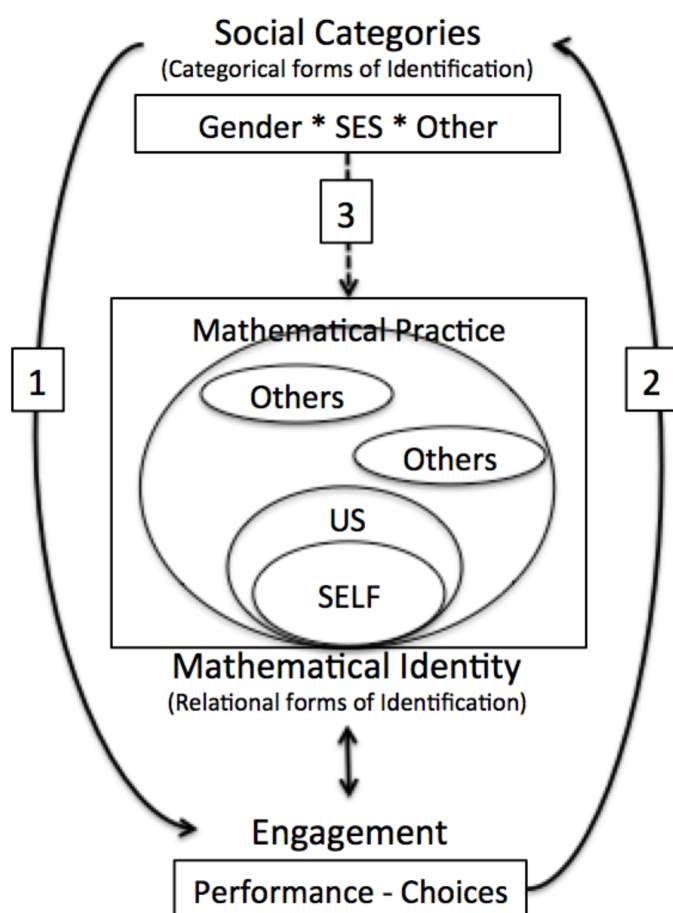 Social Categories
(Categorical forms of Identification)
Gender * SES * Other
3
Mathematical Practice
1
2
Others
Others
US
SELF
Mathematical Identity
(Relational forms of Identification)
Engagement
Performance - Choices